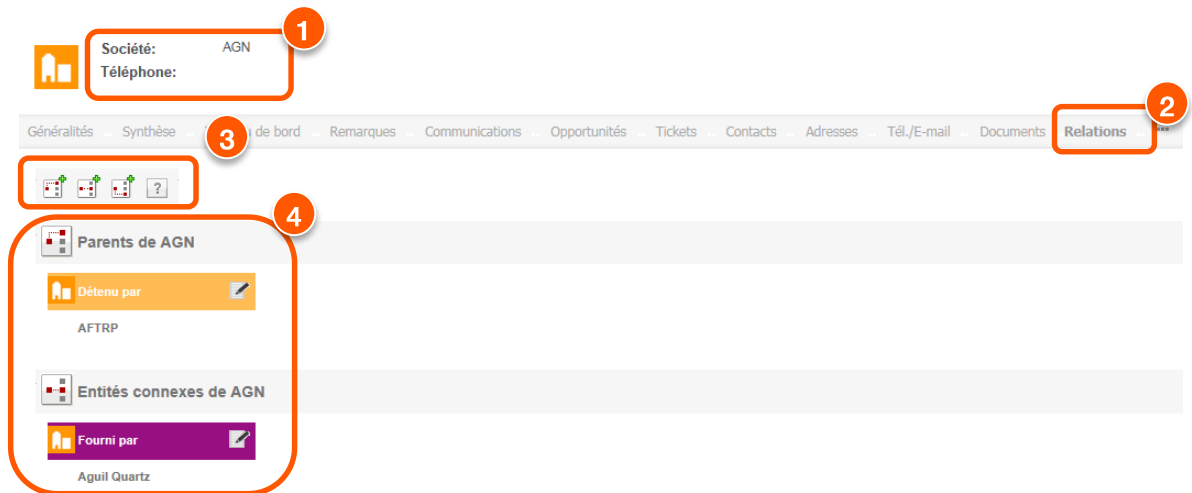 1
Société: AGN
Téléphone:
2
Généralités Synthèse de bord Remarques Communications Opportunités Tickets Contacts Adresses Tél./E-mail Documents Relations ...
3
?
4
Parents de AGN
Détenu par
AFTRP
Entités connexes de AGN
Fourni par
Aguil Quartz